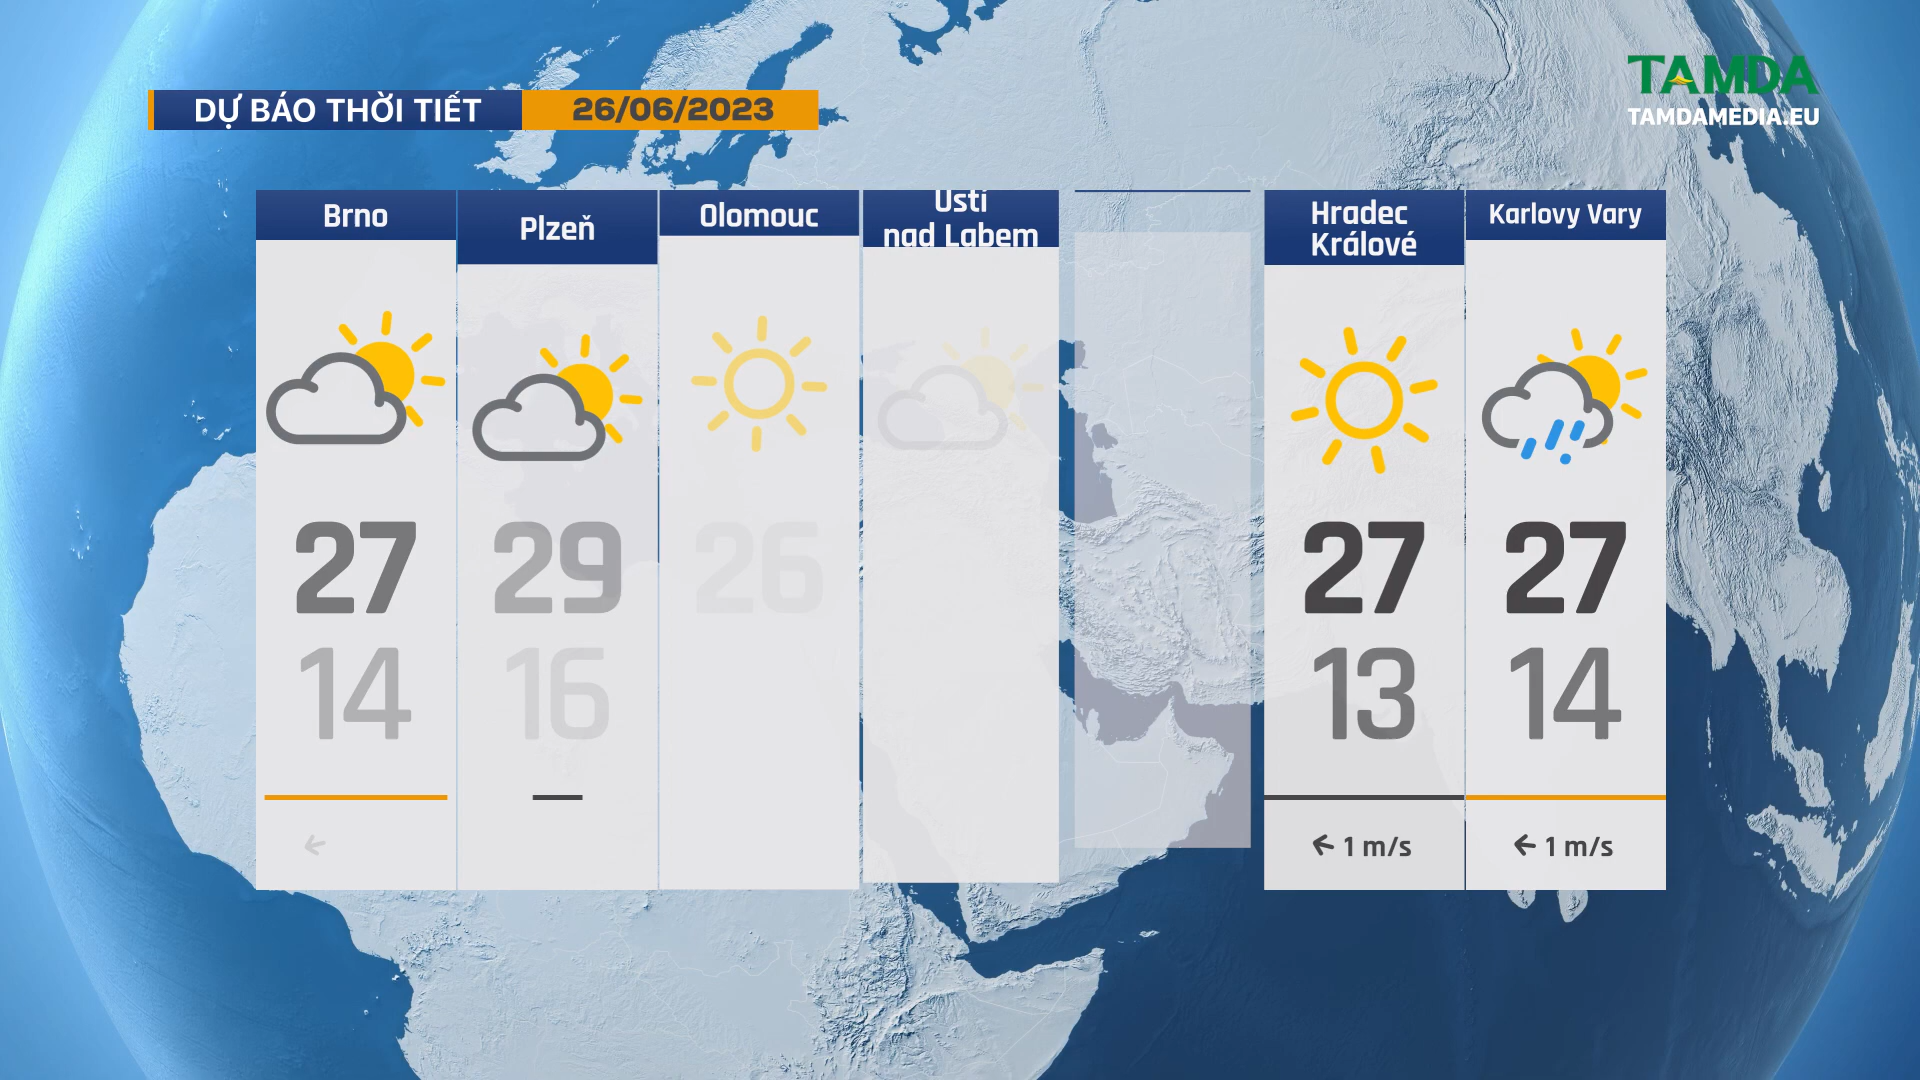 DỰ BÁO THỜI TIẾT
26/06/2023
TAMDA
TAMDAMEDIA.EU
Brno
27
14
Plzeň
29
16
Olomouc
26
Ústí
nad Labem
Hradec
Králové
27
13
← 1 m/s
Karlovy Vary
27
14
← 1 m/s